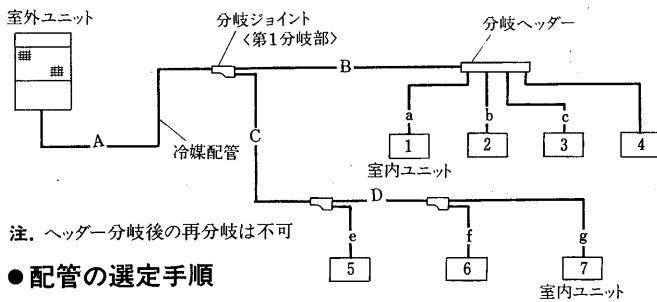 室外ユニット
分岐ジョイント
〈第1分岐部〉
分岐ヘッダー
B
A
冷媒配管
C
a
b
c
1
2
3
4
室内ユニット
D
e
f
g
5
6
7
室内ユニット
注. ヘッダー分岐後の再分岐は不可
●配管の選定手順